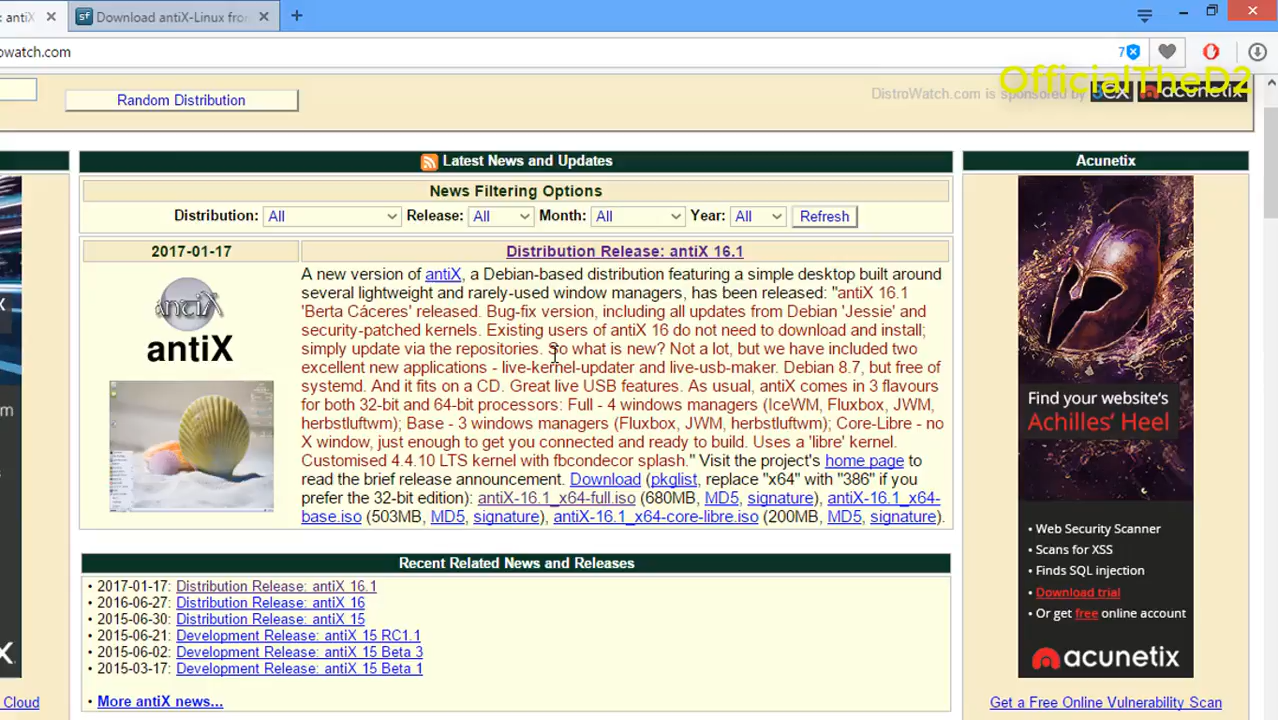 : antiX
sf Download antiX-Linux from
owatch.com
7
OfficialTheD2
Random Distribution
DistroWatch.com is sponsored by 3CX acunetix
Latest News and Updates
Acunetix
News Filtering Options
Distribution: All Release: All Month: All Year: All Refresh
2017-01-17
Distribution Release: antiX 16.1
antiX
antiX
A new version of antiX, a Debian-based distribution featuring a simple desktop built around
several lightweight and rarely-used window managers, has been released: "antiX 16.1
'Berta Cáceres' released. Bug-fix version, including all updates from Debian 'Jessie' and
security-patched kernels. Existing users of antiX 16 do not need to download and install;
simply update via the repositories. So what is new? Not a lot, but we have included two
excellent new applications - live-kernel-updater and live-usb-maker. Debian 8.7, but free of
systemd. And it fits on a CD. Great live USB features. As usual, antiX comes in 3 flavours
for both 32-bit and 64-bit processors: Full - 4 windows managers (IceWM, Fluxbox, JWM,
herbstluftwm); Base - 3 windows managers (Fluxbox, JWM, herbstluftwm); Core-Libre - no
X window, just enough to get you connected and ready to build. Uses a 'libre' kernel.
Customised 4.4.10 LTS kernel with fbcondecor splash." Visit the project's home page to
read the brief release announcement. Download (pkglist, replace "x64" with "386" if you
prefer the 32-bit edition): antiX-16.1_x64-full.iso (680MB, MD5, signature), antiX-16.1_x64-
base.iso (503MB, MD5, signature), antiX-16.1_x64-core-libre.iso (200MB, MD5, signature).
Recent Related News and Releases
• 2017-01-17: Distribution Release: antiX 16.1
• 2016-06-27: Distribution Release: antiX 16
• 2015-06-30: Distribution Release: antiX 15
• 2015-06-21: Development Release: antiX 15 RC1.1
• 2015-06-02: Development Release: antiX 15 Beta 3
• 2015-03-17: Development Release: antiX 15 Beta 1
• More antiX news...
Cloud
Find your website's
Achilles' Heel
• Web Security Scanner
• Scans for XSS
• Finds SQL injection
• Download trial
• Or get free online account
acunetix
Get a Free Online Vulnerability Scan